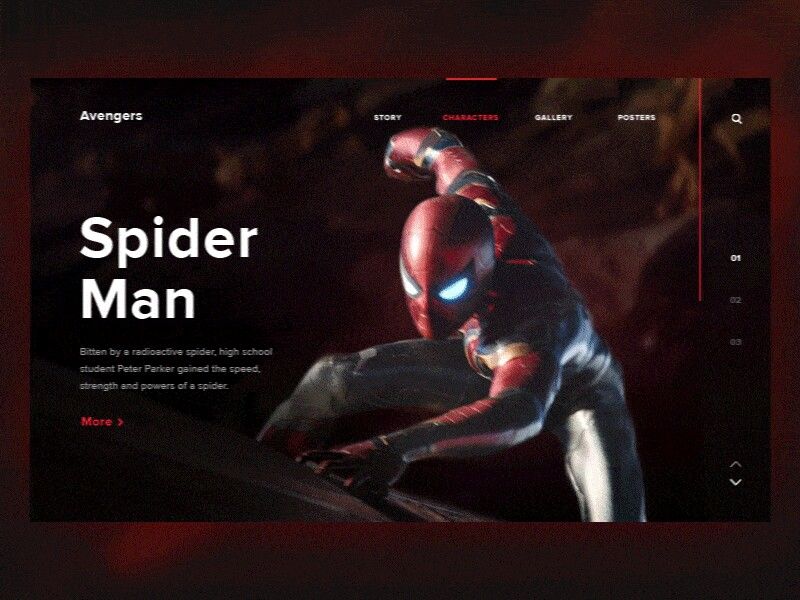 Avengers
STORY
CHARACTERS
GALLERY
POSTERS
Spider
Man
01
02
03
Bitten by a radioactive spider, high school
student Peter Parker gained the speed,
strength and powers of a spider.
More